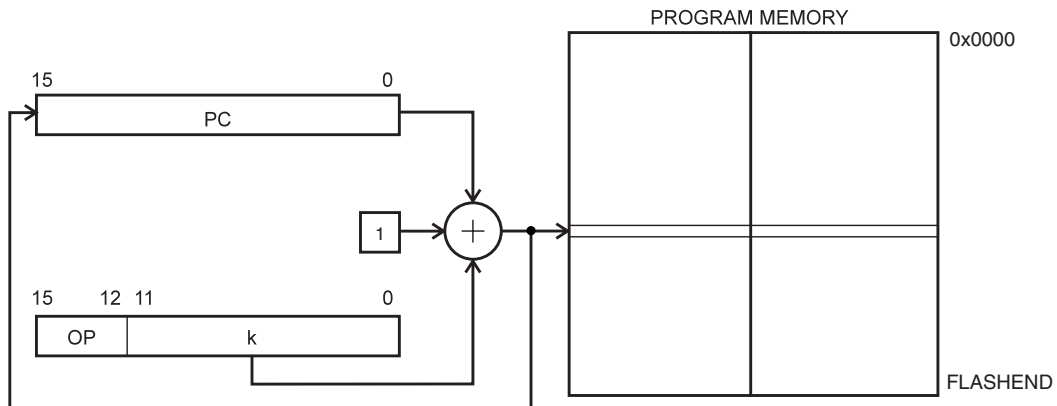 PROGRAM MEMORY
0x0000
15 0
PC
1
15 12 11 0
OP k
FLASHEND